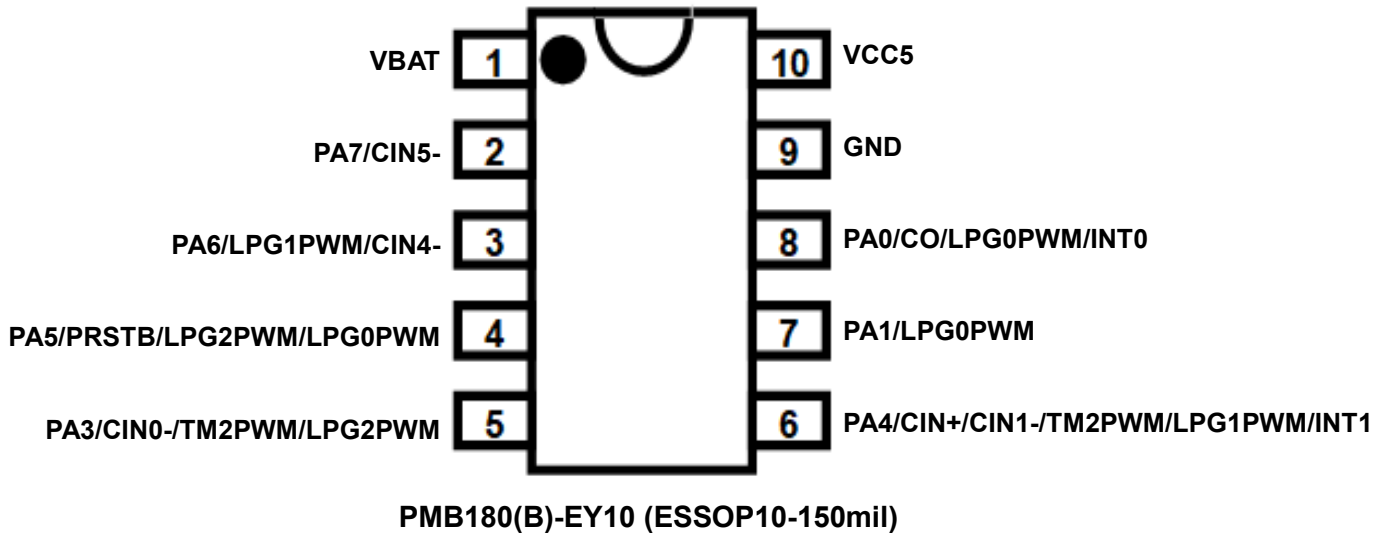 VBAT 1 10 VCC5
PA7/CIN5- 2 9 GND
PA6/LPG1PWM/CIN4- 3 8 PA0/CO/LPG0PWM/INT0
PA5/PRSTB/LPG2PWM/LPG0PWM 4 7 PA1/LPG0PWM
PA3/CIN0-/TM2PWM/LPG2PWM 5 6 PA4/CIN+/CIN1-/TM2PWM/LPG1PWM/INT1
PMB180(B)-EY10 (ESSOP10-150mil)